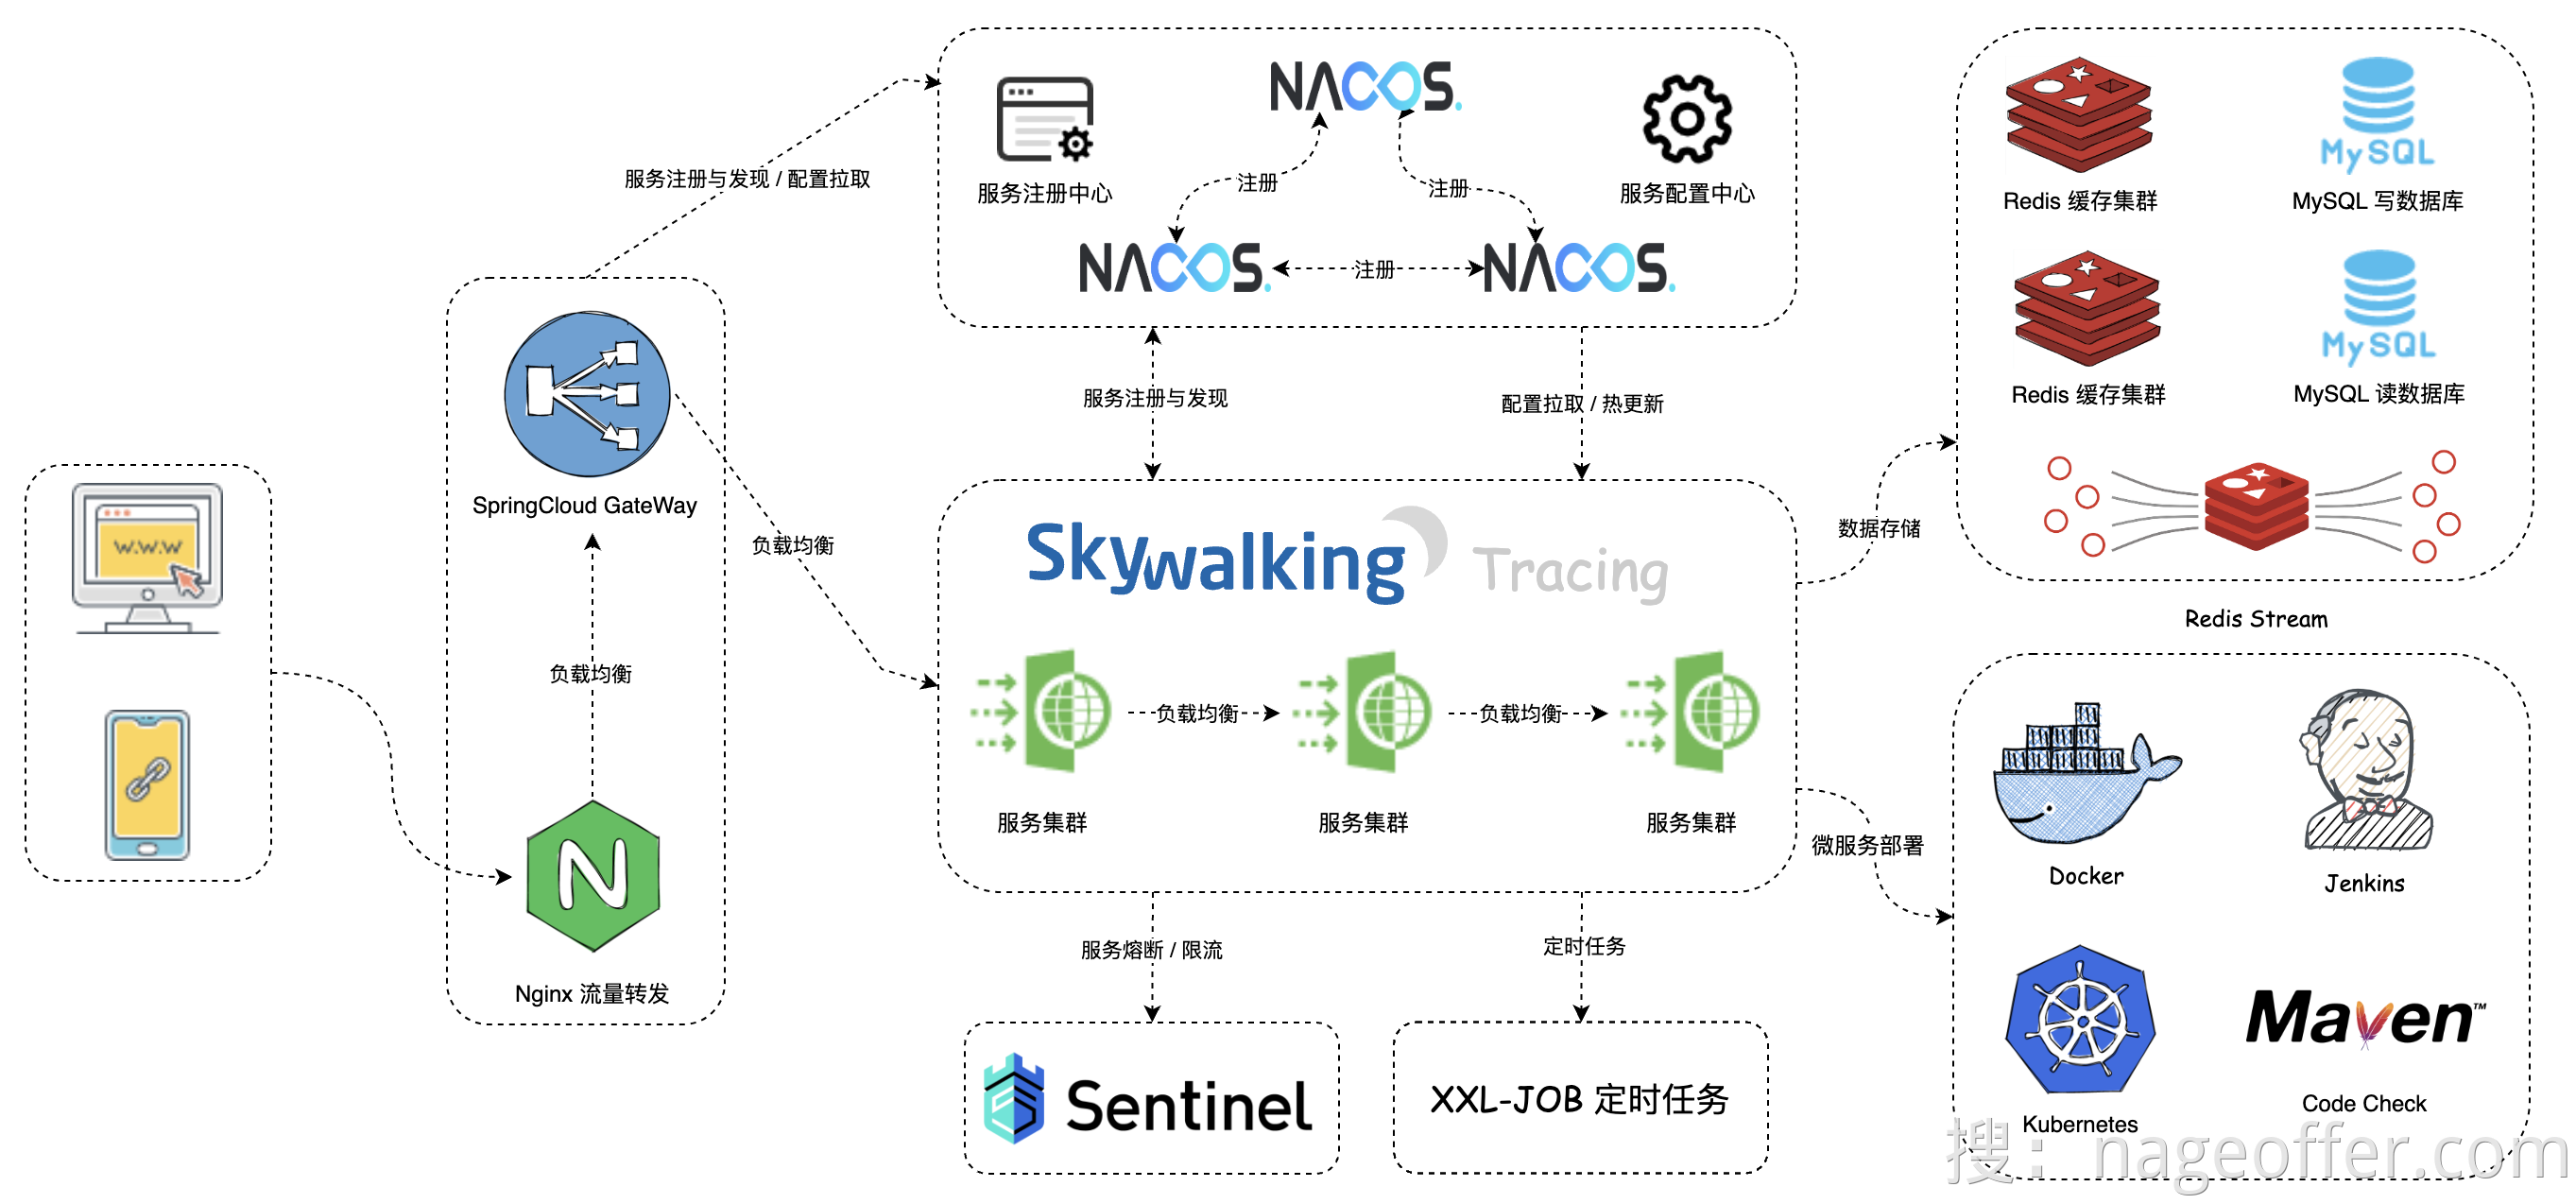 W.W.W
SpringCloud GateWay
负载均衡
Nginx 流量转发
服务注册与发现 / 配置拉取
负载均衡
NACOS.
服务注册中心
服务配置中心
注册
注册
NACOS.
注册
NACOS.
服务注册与发现
配置拉取 / 热更新
Skywalking Tracing
负载均衡
负载均衡
服务集群
服务集群
服务集群
服务熔断 / 限流
定时任务
Sentinel
XXL-JOB 定时任务
数据存储
微服务部署
MySQL
Redis 缓存集群
MySQL 写数据库
MySQL
Redis 缓存集群
MySQL 读数据库
Redis Stream
Docker
Jenkins
Maven™
Kubernetes
Code Check
搜：nageoffer.com